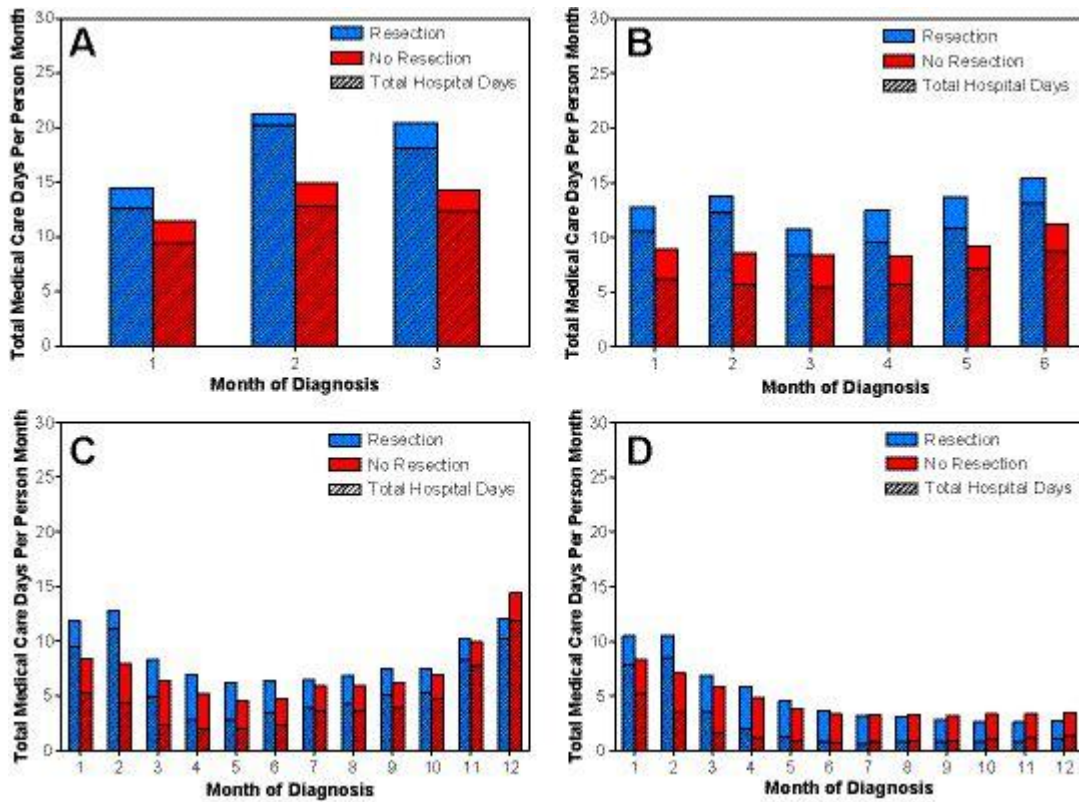 A
Resection
No Resection
Total Hospital Days
Total Medical Care Days Per Person Month
30
25
20
15
10
5
0
1 2 3
Month of Diagnosis
B
Resection
No Resection
Total Hospital Days
Total Medical Care Days Per Person Month
30
25
20
15
10
5
0
1 2 3 4 5 6
Month of Diagnosis
C
Resection
No Resection
Total Hospital Days
Total Medical Care Days Per Person Month
30
25
20
15
10
5
0
1 2 3 4 5 6 7 8 9 10 11 12
Month of Diagnosis
D
Resection
No Resection
Total Hospital Days
Total Medical Care Days Per Person Month
30
25
20
15
10
5
0
1 2 3 4 5 6 7 8 9 10 11 12
Month of Diagnosis